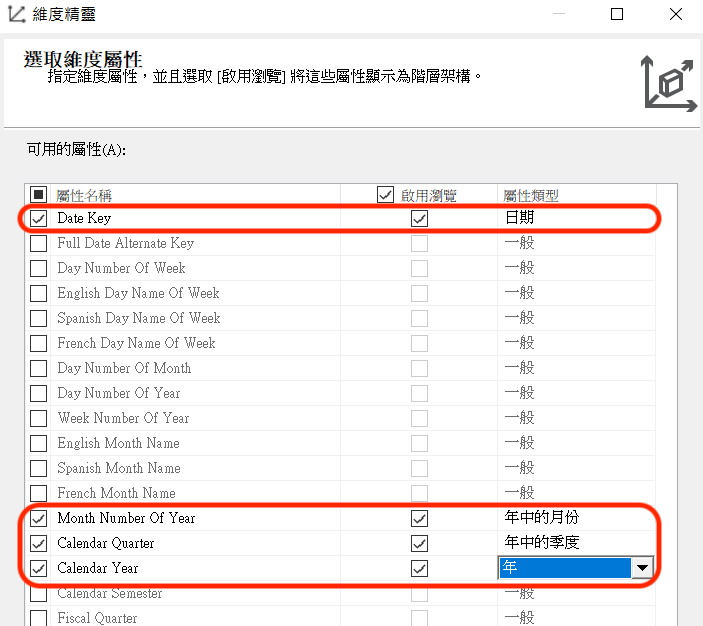 維度精靈
選取維度屬性
指定維度屬性，並且選取 [啟用瀏覽] 將這些屬性顯示為階層架構。
可用的屬性(A):
屬性名稱 啟用瀏覽 屬性類型
Date Key 日期
Full Date Alternate Key 一般
Day Number Of Week 一般
English Day Name Of Week 一般
Spanish Day Name Of Week 一般
French Day Name Of Week 一般
Day Number Of Month 一般
Day Number Of Year 一般
Week Number Of Year 一般
English Month Name 一般
Spanish Month Name 一般
French Month Name 一般
Month Number Of Year 年中的月份
Calendar Quarter 年中的季度
Calendar Year 年
Calendar Semester 一般
Fiscal Quarter 一般